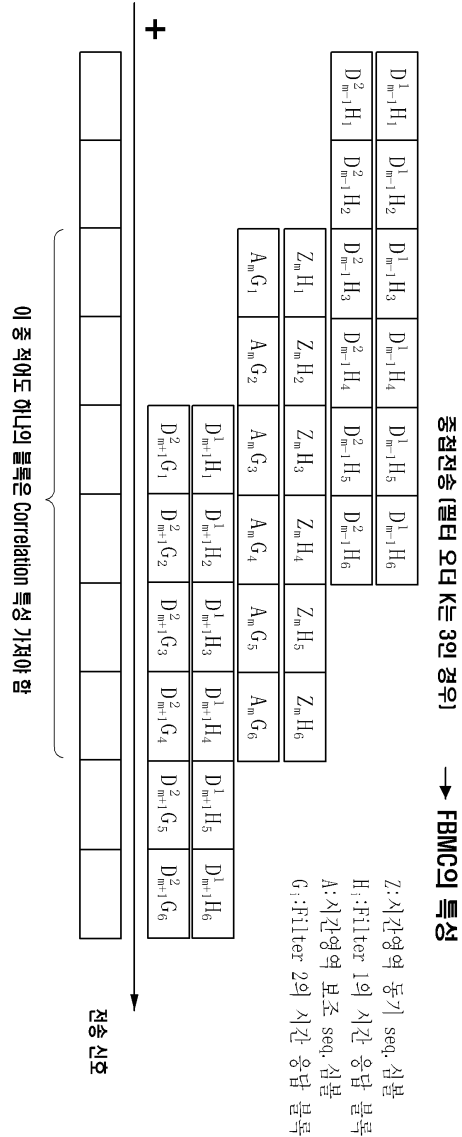 중첩전송 (필터 오더 K는 3인 경우) → FBMC의 특성
D¹ₘ₋₁H₁ D¹ₘ₋₁H₂ D¹ₘ₋₁H₃ D¹ₘ₋₁H₄ D¹ₘ₋₁H₅ D¹ₘ₋₁H₆
D²ₘ₋₁H₁ D²ₘ₋₁H₂ D²ₘ₋₁H₃ D²ₘ₋₁H₄ D²ₘ₋₁H₅ D²ₘ₋₁H₆
ZₘH₁ ZₘH₂ ZₘH₃ ZₘH₄ ZₘH₅ ZₘH₆
AₘG₁ AₘG₂ AₘG₃ AₘG₄ AₘG₅ AₘG₆
D¹ₘ₊₁H₁ D¹ₘ₊₁H₂ D¹ₘ₊₁H₃ D¹ₘ₊₁H₄ D¹ₘ₊₁H₅ D¹ₘ₊₁H₆
D²ₘ₊₁G₁ D²ₘ₊₁G₂ D²ₘ₊₁G₃ D²ₘ₊₁G₄ D²ₘ₊₁G₅ D²ₘ₊₁G₆
Z:시간영역 동기 seq. 심볼
Hᵢ:Filter 1의 시간 응답 블록
A:시간영역 보조 seq. 심볼
Gᵢ:Filter 2의 시간 응답 블록
+
전송 신호
이 중 적어도 하나의 블록은 Correlation 특성 가져야 함